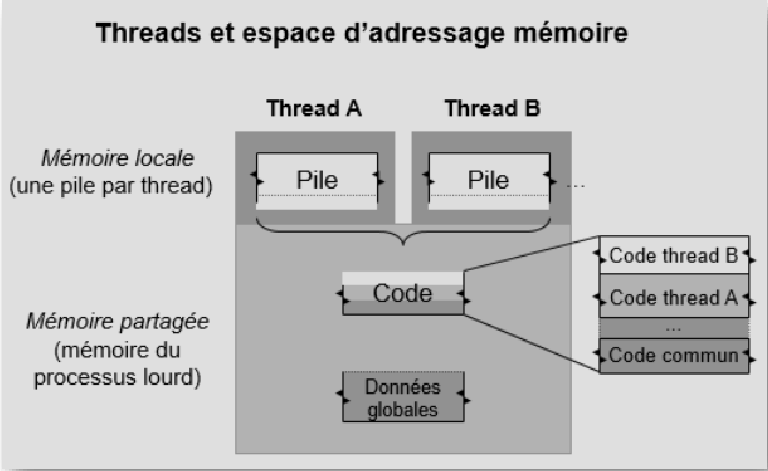 Threads et espace d'adressage mémoire
Thread A
Thread B
Mémoire locale
(une pile par thread)
Pile
Pile
...
Code
Code thread B
Code thread A
...
Code commun
Mémoire partagée
(mémoire du
processus lourd)
Données
globales